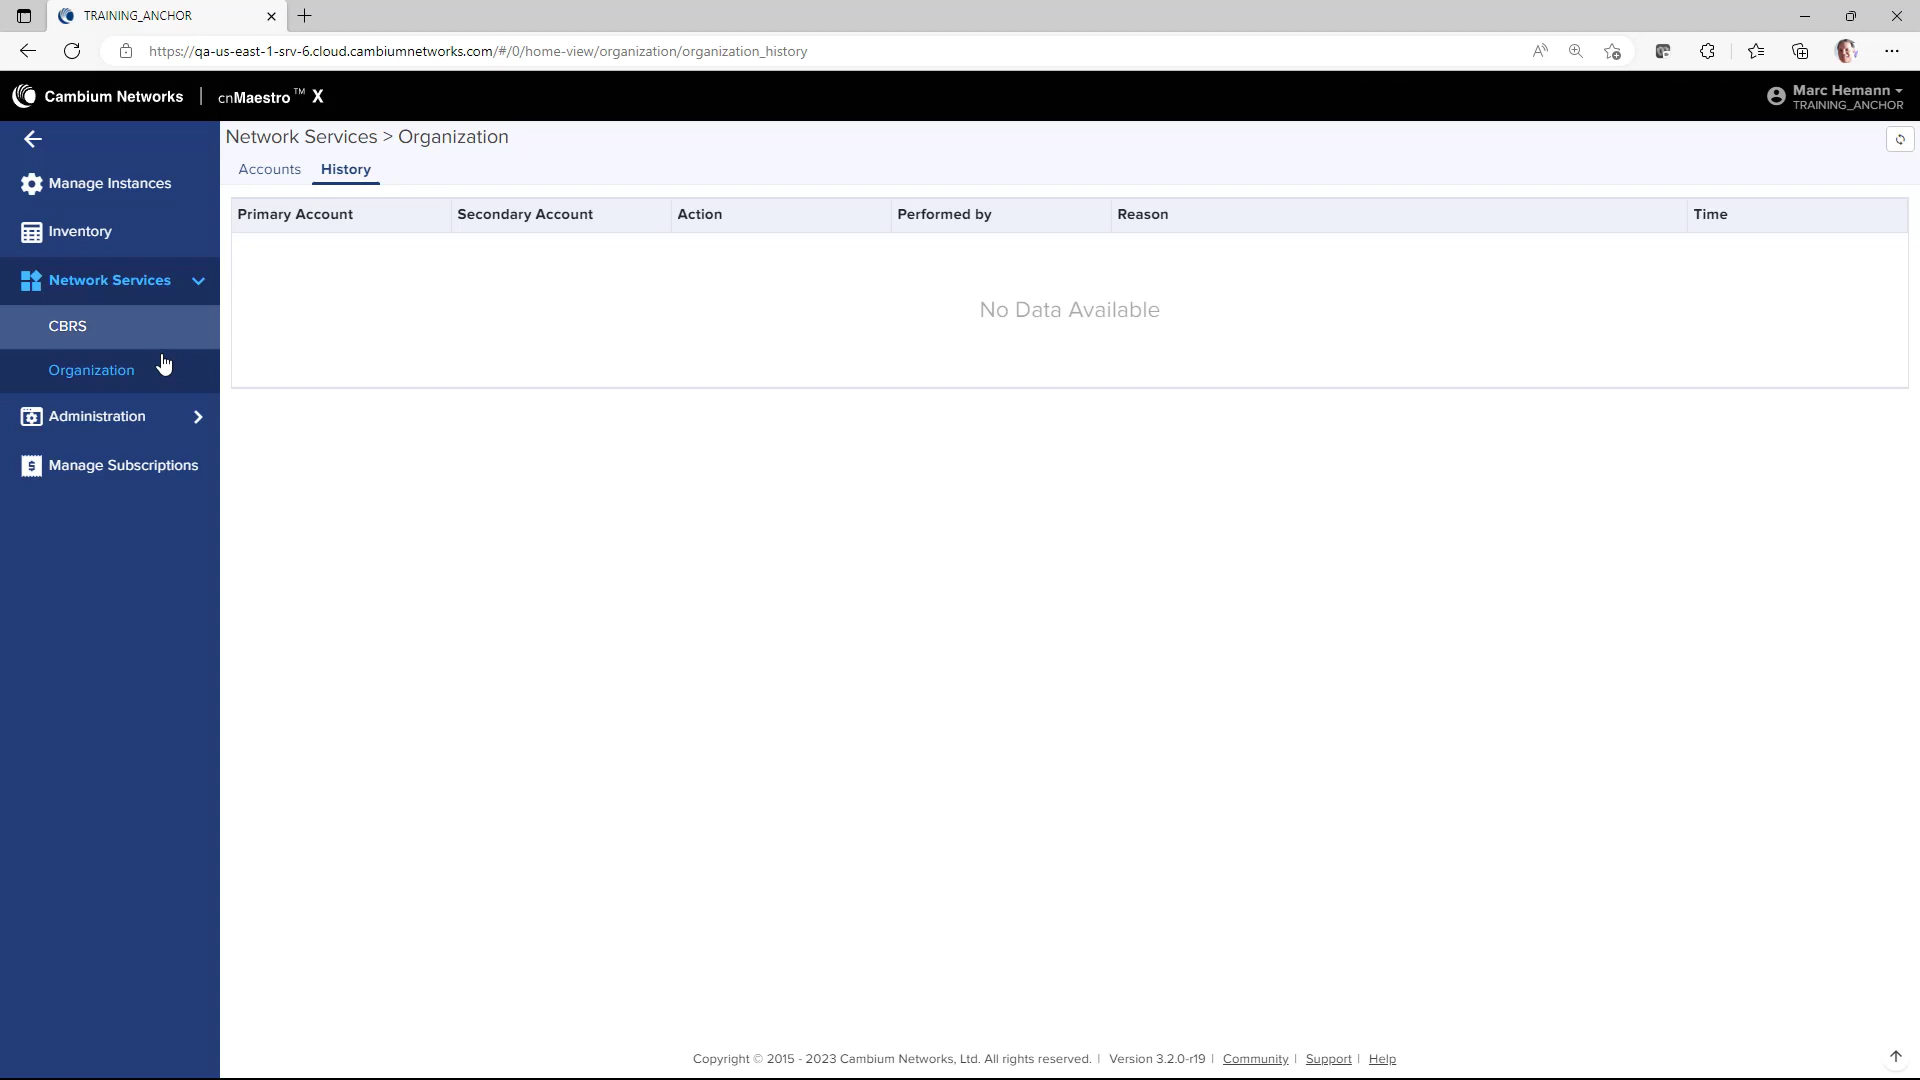 TRAINING_ANCHOR
https://qa-us-east-1-srv-6.cloud.cambiumnetworks.com/#/0/home-view/organization/organization_history
Cambium Networks | cnMaestro™ X
Marc Hemann
TRAINING_ANCHOR
Network Services > Organization
Accounts History
Manage Instances
Inventory
Network Services
CBRS
Organization
Administration
Manage Subscriptions
Primary Account Secondary Account Action Performed by Reason Time
No Data Available
Copyright © 2015 - 2023 Cambium Networks, Ltd. All rights reserved. | Version 3.2.0-r19 | Community | Support | Help